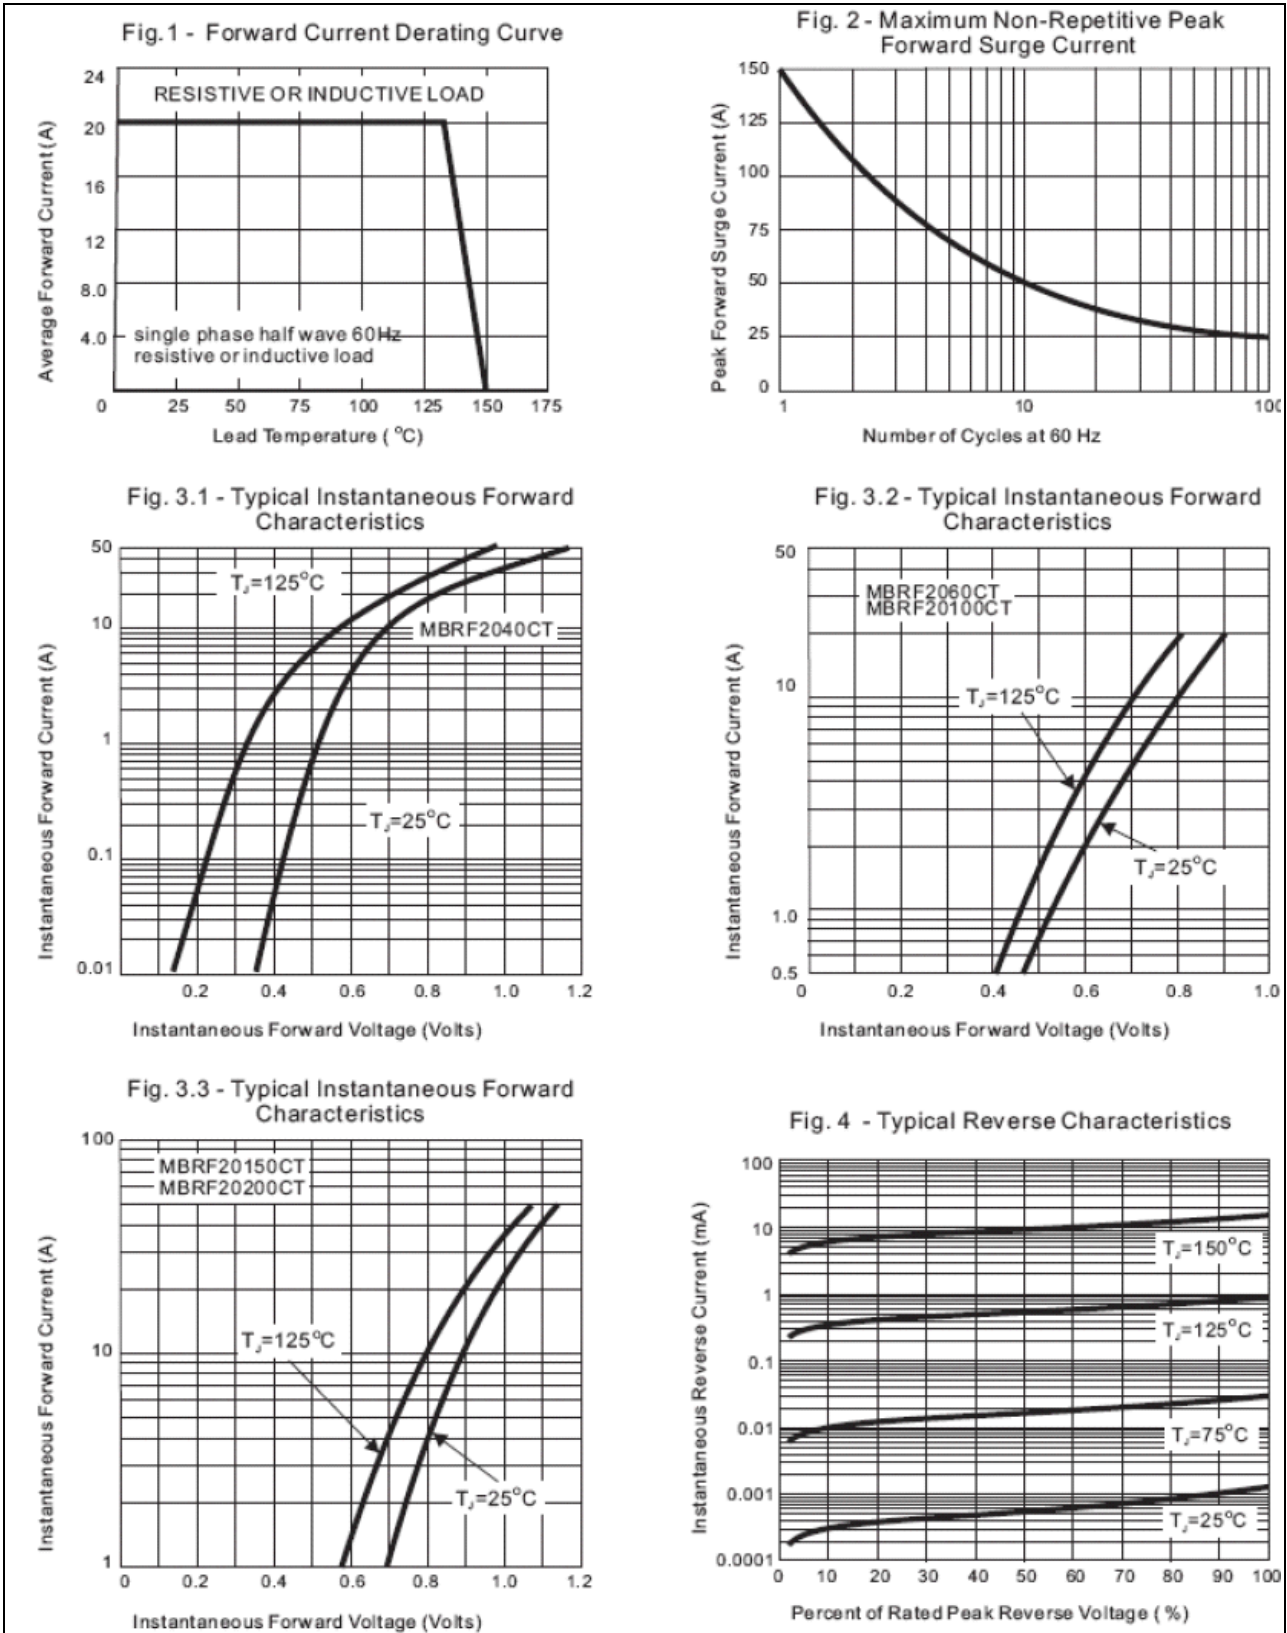 Fig.1 - Forward Current Derating Curve
24
20
16
12
8.0
4.0
0
RESISTIVE OR INDUCTIVE LOAD
single phase half wave 60Hz
resistive or inductive load
Average Forward Current (A)
25 50 75 100 125 150 175
Lead Temperature ( °C)
Fig. 2 - Maximum Non-Repetitive Peak
Forward Surge Current
150
125
100
75
50
25
0
Peak Forward Surge Current (A)
1 10 100
Number of Cycles at 60 Hz
Fig. 3.1 - Typical Instantaneous Forward
Characteristics
50
10
1
0.1
0.01
TJ=125°C
MBRF2040CT
TJ=25°C
Instantaneous Forward Current (A)
0.2 0.4 0.6 0.8 1.0 1.2
Instantaneous Forward Voltage (Volts)
Fig. 3.2 - Typical Instantaneous Forward
Characteristics
50
10
1.0
0.5
MBRF2060CT
MBRF20100CT
TJ=125°C
TJ=25°C
Instantaneous Forward Current (A)
0 0.2 0.4 0.6 0.8 1.0
Instantaneous Forward Voltage (Volts)
Fig. 3.3 - Typical Instantaneous Forward
Characteristics
100
10
1
MBRF20150CT
MBRF20200CT
TJ=125°C
TJ=25°C
Instantaneous Forward Current (A)
0 0.2 0.4 0.6 0.8 1.0 1.2
Instantaneous Forward Voltage (Volts)
Fig. 4 - Typical Reverse Characteristics
100
10
1
0.1
0.01
0.001
0.0001
TJ=150°C
TJ=125°C
TJ=75°C
TJ=25°C
Instantaneous Reverse Current (mA)
0 10 20 30 40 50 60 70 80 90 100
Percent of Rated Peak Reverse Voltage ( %)